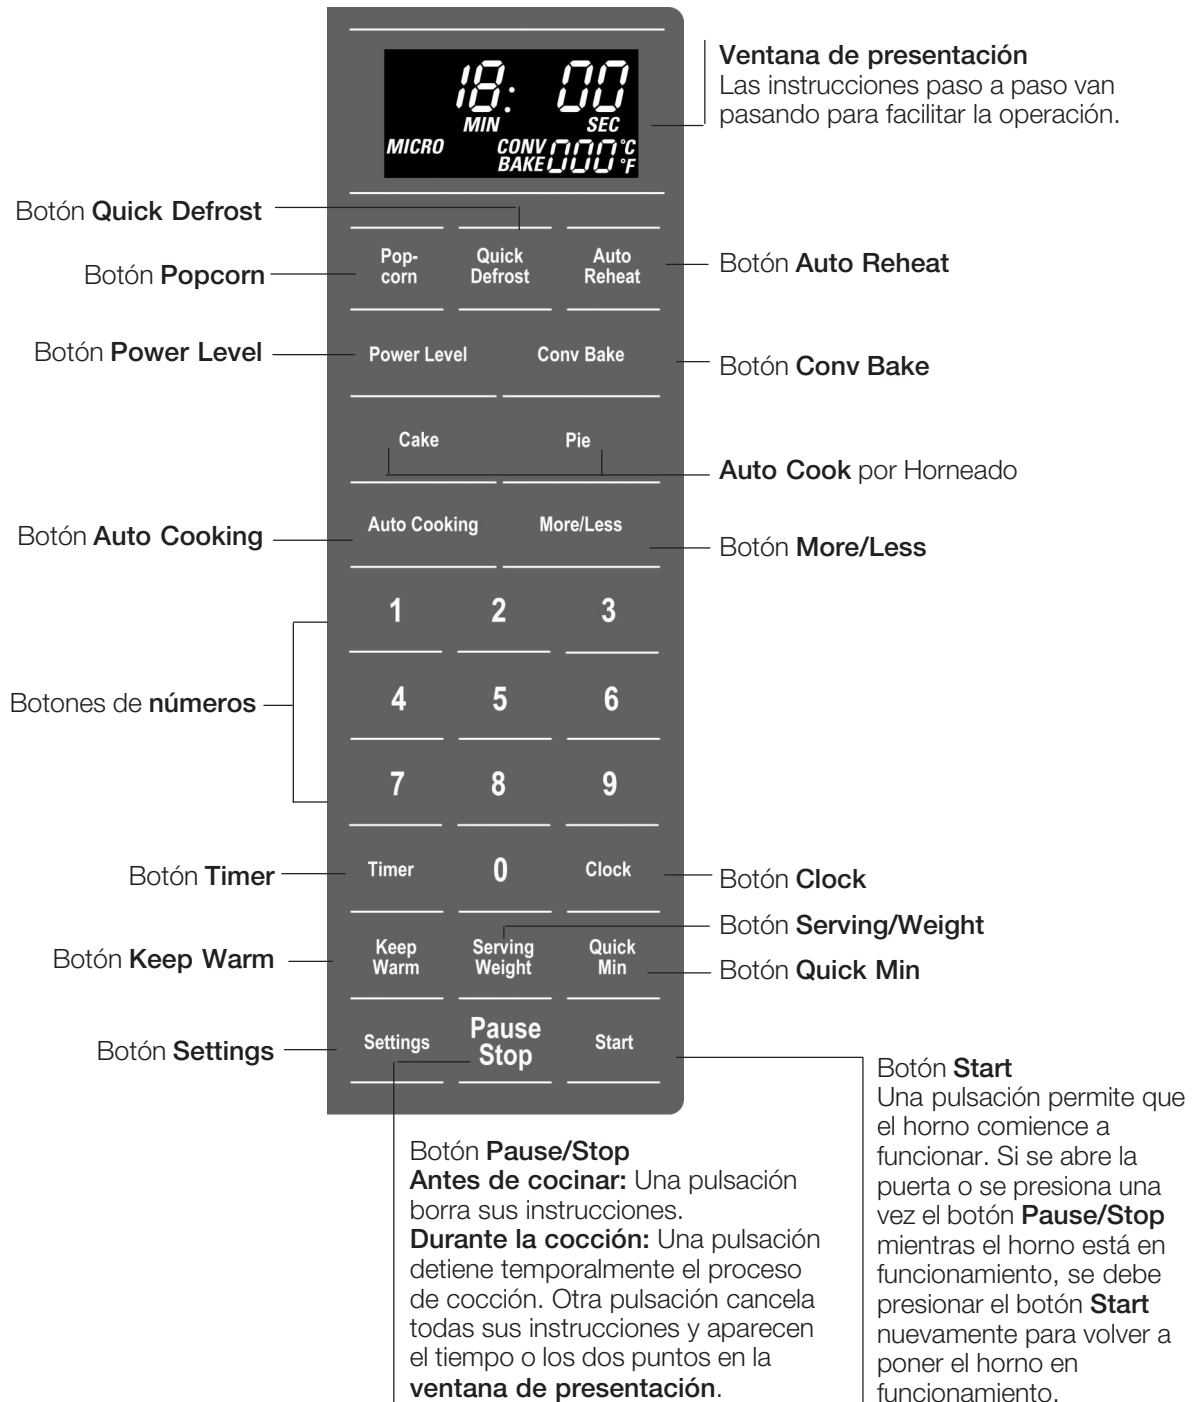 18: 00
MIN SEC
MICRO CONV BAKE 000 °C °F
Ventana de presentación
Las instrucciones paso a paso van
pasando para facilitar la operación.
Botón Quick Defrost
Botón Popcorn
Botón Power Level
Botón Auto Cooking
Botones de números
Botón Timer
Botón Keep Warm
Botón Settings
Pop-
corn
Quick
Defrost
Auto
Reheat
Power Level
Conv Bake
Cake
Pie
Auto Cooking
More/Less
1 2 3
4 5 6
7 8 9
Timer 0 Clock
Keep
Warm
Serving
Weight
Quick
Min
Settings
Pause
Stop
Start
Botón Auto Reheat
Botón Conv Bake
Auto Cook por Horneado
Botón More/Less
Botón Clock
Botón Serving/Weight
Botón Quick Min
Botón Pause/Stop
Antes de cocinar: Una pulsación
borra sus instrucciones.
Durante la cocción: Una pulsación
detiene temporalmente el proceso
de cocción. Otra pulsación cancela
todas sus instrucciones y aparecen
el tiempo o los dos puntos en la
ventana de presentación.
Botón Start
Una pulsación permite que
el horno comience a
funcionar. Si se abre la
puerta o se presiona una
vez el botón Pause/Stop
mientras el horno está en
funcionamiento, se debe
presionar el botón Start
nuevamente para volver a
poner el horno en
funcionamiento.